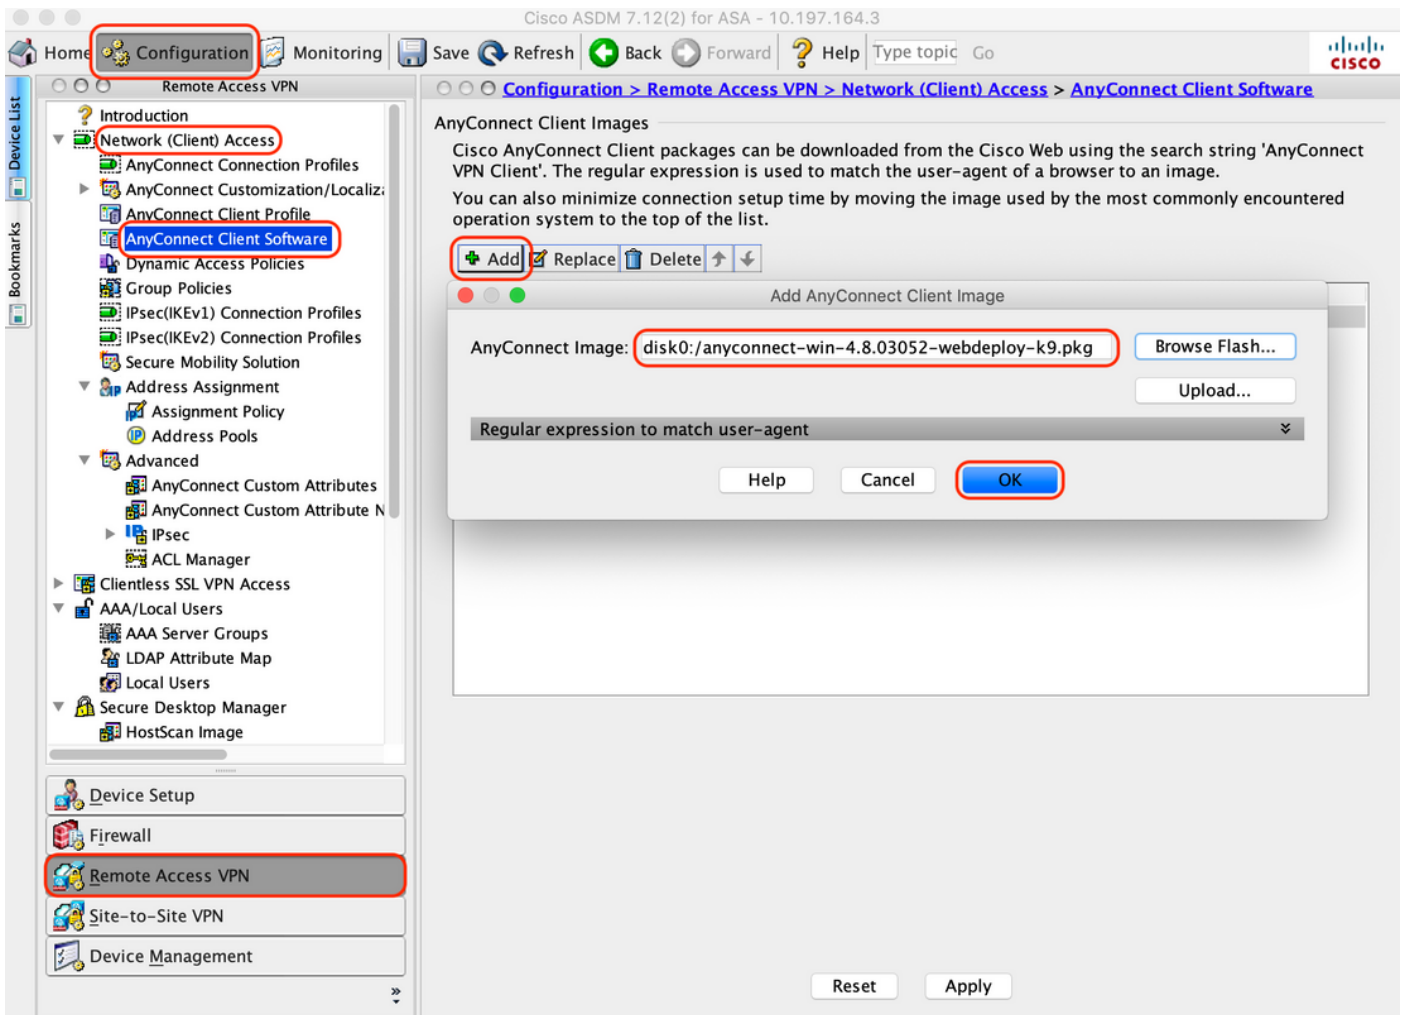 Cisco ASDM 7.12(2) for ASA - 10.197.164.3
Home Configuration Monitoring Save Refresh Back Forward Help Type topic Go
CISCO
Device List
Bookmarks
Remote Access VPN
Introduction
Network (Client) Access
AnyConnect Connection Profiles
AnyConnect Customization/Localiz
AnyConnect Client Profile
AnyConnect Client Software
Dynamic Access Policies
Group Policies
IPsec(IKEv1) Connection Profiles
IPsec(IKEv2) Connection Profiles
Secure Mobility Solution
Address Assignment
Assignment Policy
Address Pools
Advanced
AnyConnect Custom Attributes
AnyConnect Custom Attribute N
IPsec
ACL Manager
Clientless SSL VPN Access
AAA/Local Users
AAA Server Groups
LDAP Attribute Map
Local Users
Secure Desktop Manager
HostScan Image
Device Setup
Firewall
Remote Access VPN
Site-to-Site VPN
Device Management
Configuration > Remote Access VPN > Network (Client) Access > AnyConnect Client Software
AnyConnect Client Images
Cisco AnyConnect Client packages can be downloaded from the Cisco Web using the search string 'AnyConnect
VPN Client'. The regular expression is used to match the user-agent of a browser to an image.
You can also minimize connection setup time by moving the image used by the most commonly encountered
operation system to the top of the list.
Add Replace Delete
Add AnyConnect Client Image
AnyConnect Image: disk0:/anyconnect-win-4.8.03052-webdeploy-k9.pkg Browse Flash...
Upload...
Regular expression to match user-agent
Help Cancel OK
Reset Apply